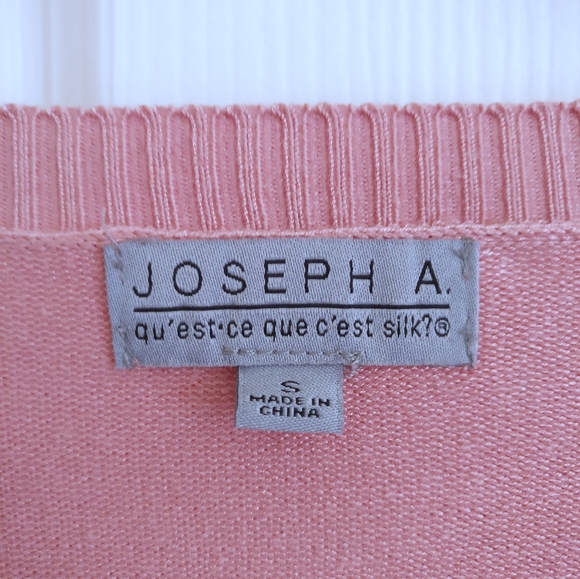 JOSEPH A.
qu'est·ce que c'est silk?®
S
MADE IN
CHINA